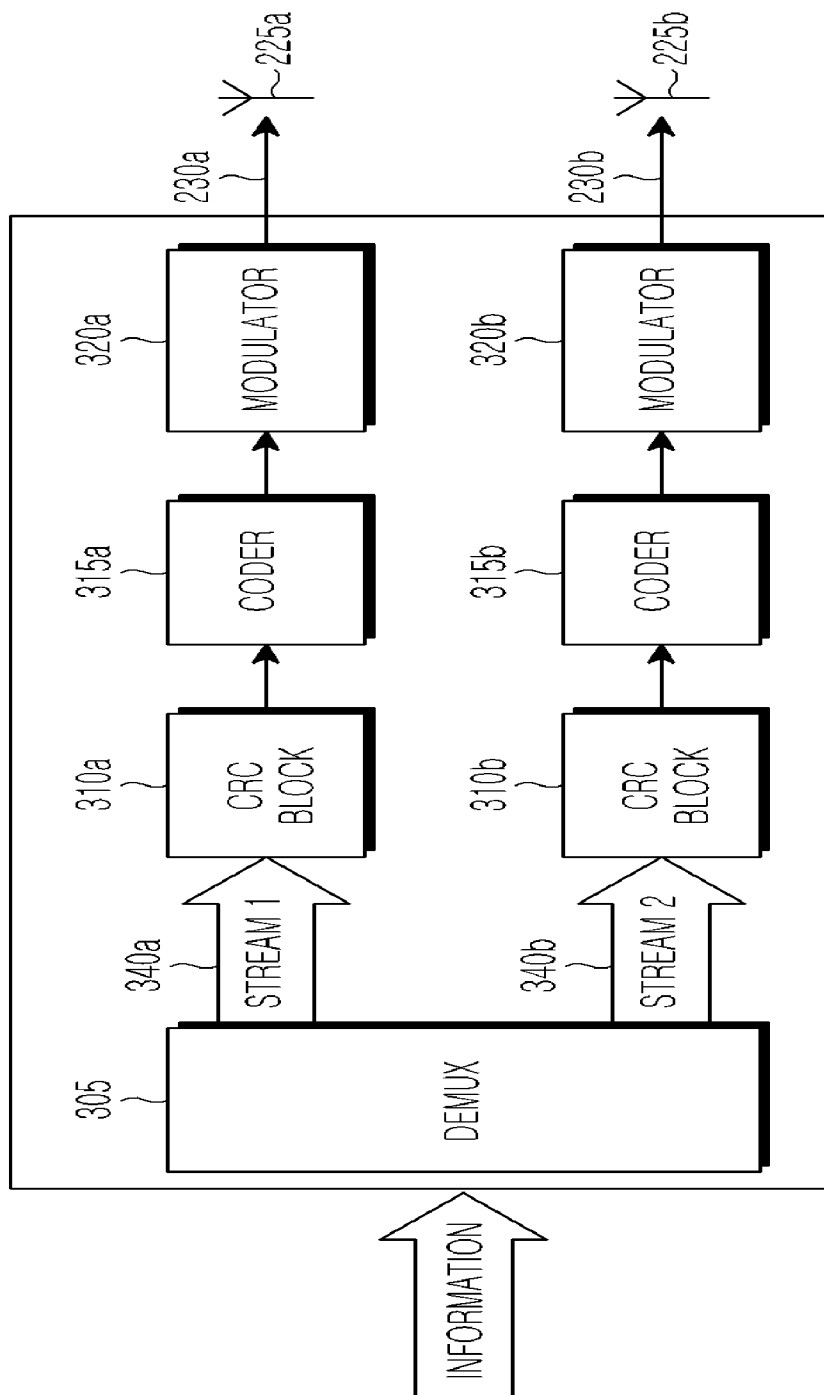 INFORMATION
305
DEMUX
340a
STREAM 1
310a
CRC
BLOCK
315a
CODER
320a
MODULATOR
230a
225a
340b
STREAM 2
310b
CRC
BLOCK
315b
CODER
320b
MODULATOR
230b
225b